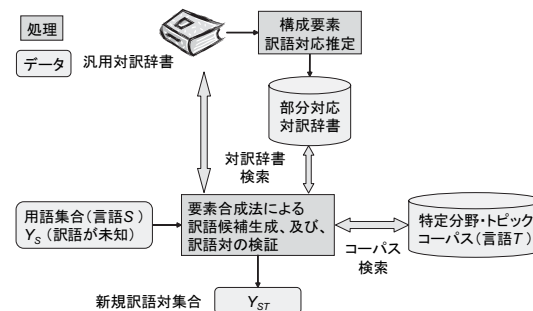 処理
データ
汎用対訳辞書
構成要素
訳語対応推定
部分対応
対訳辞書
対訳辞書
検索
用語集合(言語S)
Y_S(訳語が未知)
要素合成法による
訳語候補生成、及び、
訳語対の検証
コーパス
検索
特定分野・トピック
コーパス(言語T)
新規訳語対集合
Y_ST